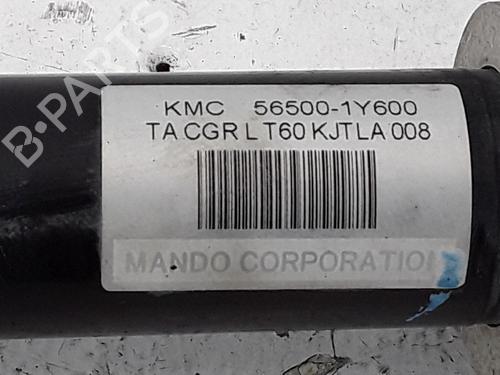 B-PARTS
KMC 56500-1Y600
TA CGR L T60 KJTLA 008
MANDO CORPORATION